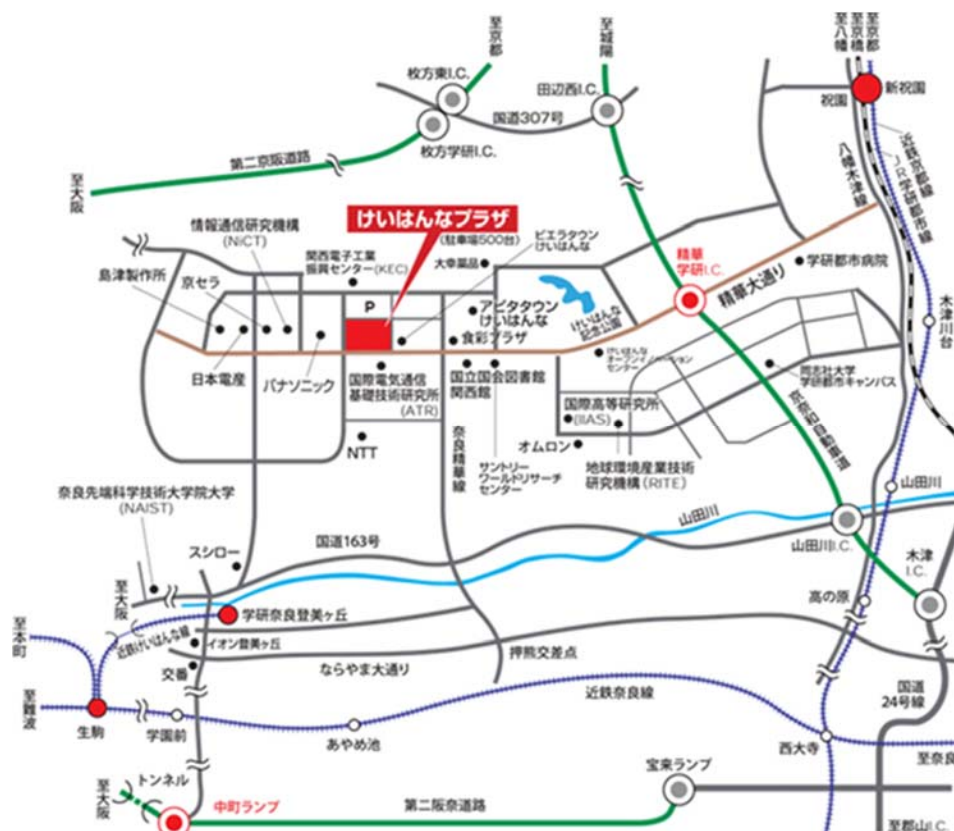 至京都
至城陽
至八幡
至京橋
至京都
枚方東I.C.
田辺西I.C.
新祝園
祝園
国道307号
枚方学研I.C.
第二京阪道路
至大阪
近鉄京都線
JR学研都市線
八幡木津線
けいはんなプラザ
(駐車場500台)
情報通信研究機構
(NiCT)
ピエラタウン
けいはんな
関西電子工業
振興センター(KEC)
大幸薬品
精華
学研I.C.
精華大通り
学研都市病院
島津製作所
京セラ
P
アピタタウン
けいはんな
食彩プラザ
けいはんな
記念公園
木津川台
けいはんな
オープンイノベーション
センター
日本電産
パナソニック
国際電気通信
基礎技術研究所
(ATR)
国立国会図書館
関西館
同志社大学
学研都市キャンパス
国際高等研究所
(IIAS)
京奈和自動車道
NTT
奈良精華線
オムロン
サントリー
ワールドリサーチ
センター
地球環境産業技術
研究機構(RITE)
奈良先端科学技術大学院大学
(NAIST)
山田川
山田川
国道163号
スシロー
山田川I.C.
木津
I.C.
至大阪
学研奈良登美ヶ丘
高の原
至本町
近鉄けいはんな線
イオン登美ヶ丘
交番
ならやま大通り
押熊交差点
近鉄奈良線
国道
24号線
至難波
生駒
学園前
あやめ池
西大寺
至奈良
トンネル
宝来ランプ
至大阪
中町ランプ
第二阪奈道路
至郡山I.C.